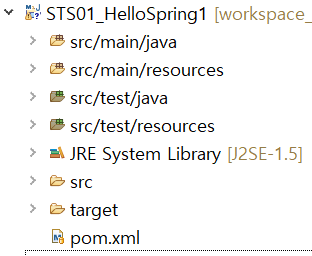 STS01_HelloSpring1 [workspace_
src/main/java
src/main/resources
src/test/java
src/test/resources
JRE System Library [J2SE-1.5]
src
target
pom.xml